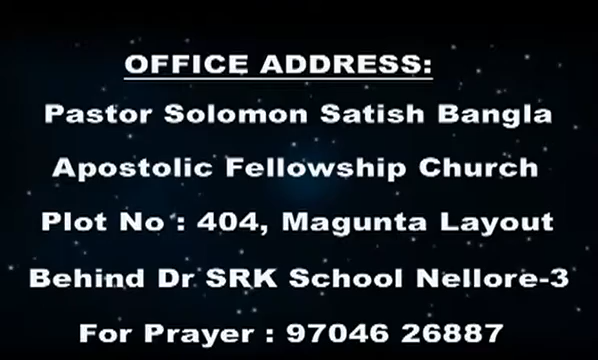 OFFICE ADDRESS:
Pastor Solomon Satish Bangla
Apostolic Fellowship Church
Plot No : 404, Magunta Layout
Behind Dr SRK School Nellore-3
For Prayer : 97046 26887